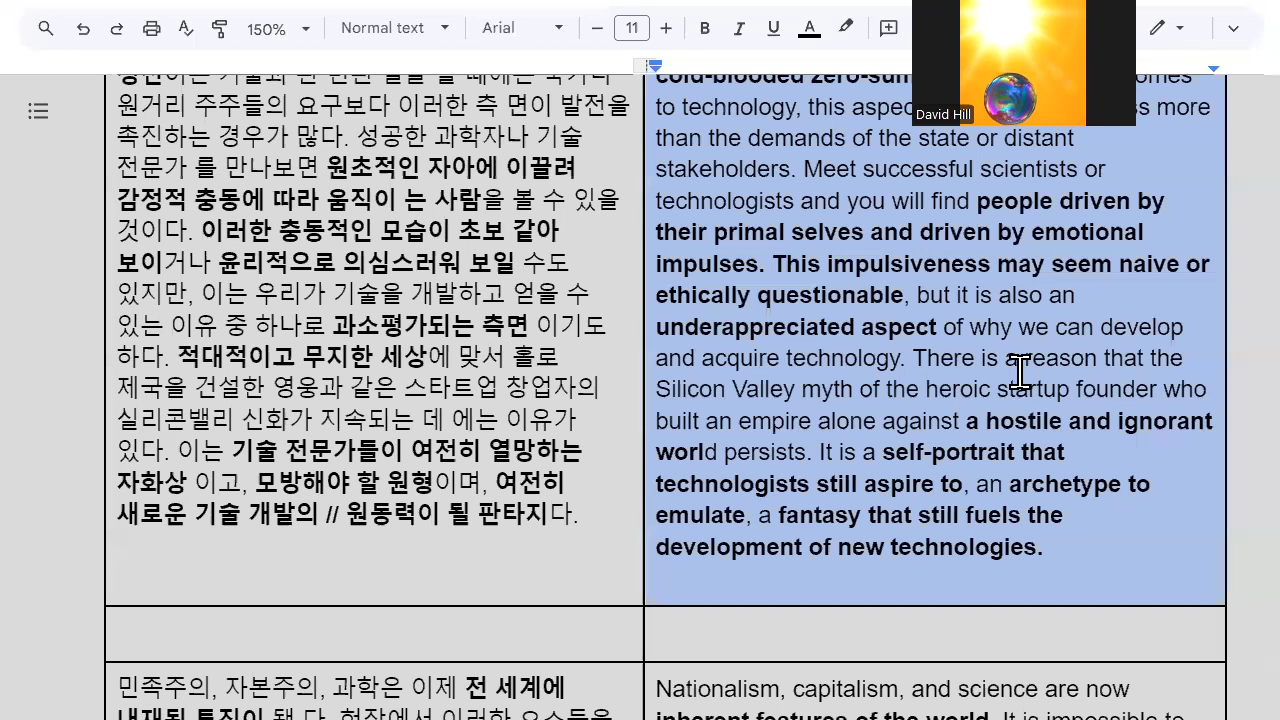 150%
Normal text
Arial
11
B
I
U
A
David Hill
원거리 주주들의 요구보다 이러한 측 면이 발전을
촉진하는 경우가 많다. 성공한 과학자나 기술
전문가 를 만나보면 원초적인 자아에 이끌려
감정적 충동에 따라 움직이 는 사람을 볼 수 있을
것이다. 이러한 충동적인 모습이 초보 같아
보이거나 윤리적으로 의심스러워 보일 수도
있지만, 이는 우리가 기술을 개발하고 얻을 수
있는 이유 중 하나로 과소평가되는 측면 이기도
하다. 적대적이고 무지한 세상에 맞서 홀로
제국을 건설한 영웅과 같은 스타트업 창업자의
실리콘밸리 신화가 지속되는 데 에는 이유가
있다. 이는 기술 전문가들이 여전히 열망하는
자화상 이고, 모방해야 할 원형이며, 여전히
새로운 기술 개발의 // 원동력이 될 판타지다.
cold-blooded zero-sum omes
to technology, this aspec ss more
than the demands of the state or distant
stakeholders. Meet successful scientists or
technologists and you will find people driven by
their primal selves and driven by emotional
impulses. This impulsiveness may seem naive or
ethically questionable, but it is also an
underappreciated aspect of why we can develop
and acquire technology. There is a reason that the
Silicon Valley myth of the heroic startup founder who
built an empire alone against a hostile and ignorant
world persists. It is a self-portrait that
technologists still aspire to, an archetype to
emulate, a fantasy that still fuels the
development of new technologies.
민족주의, 자본주의, 과학은 이제 전 세계에
Nationalism, capitalism, and science are now
inherent features of the world. It is impossible to